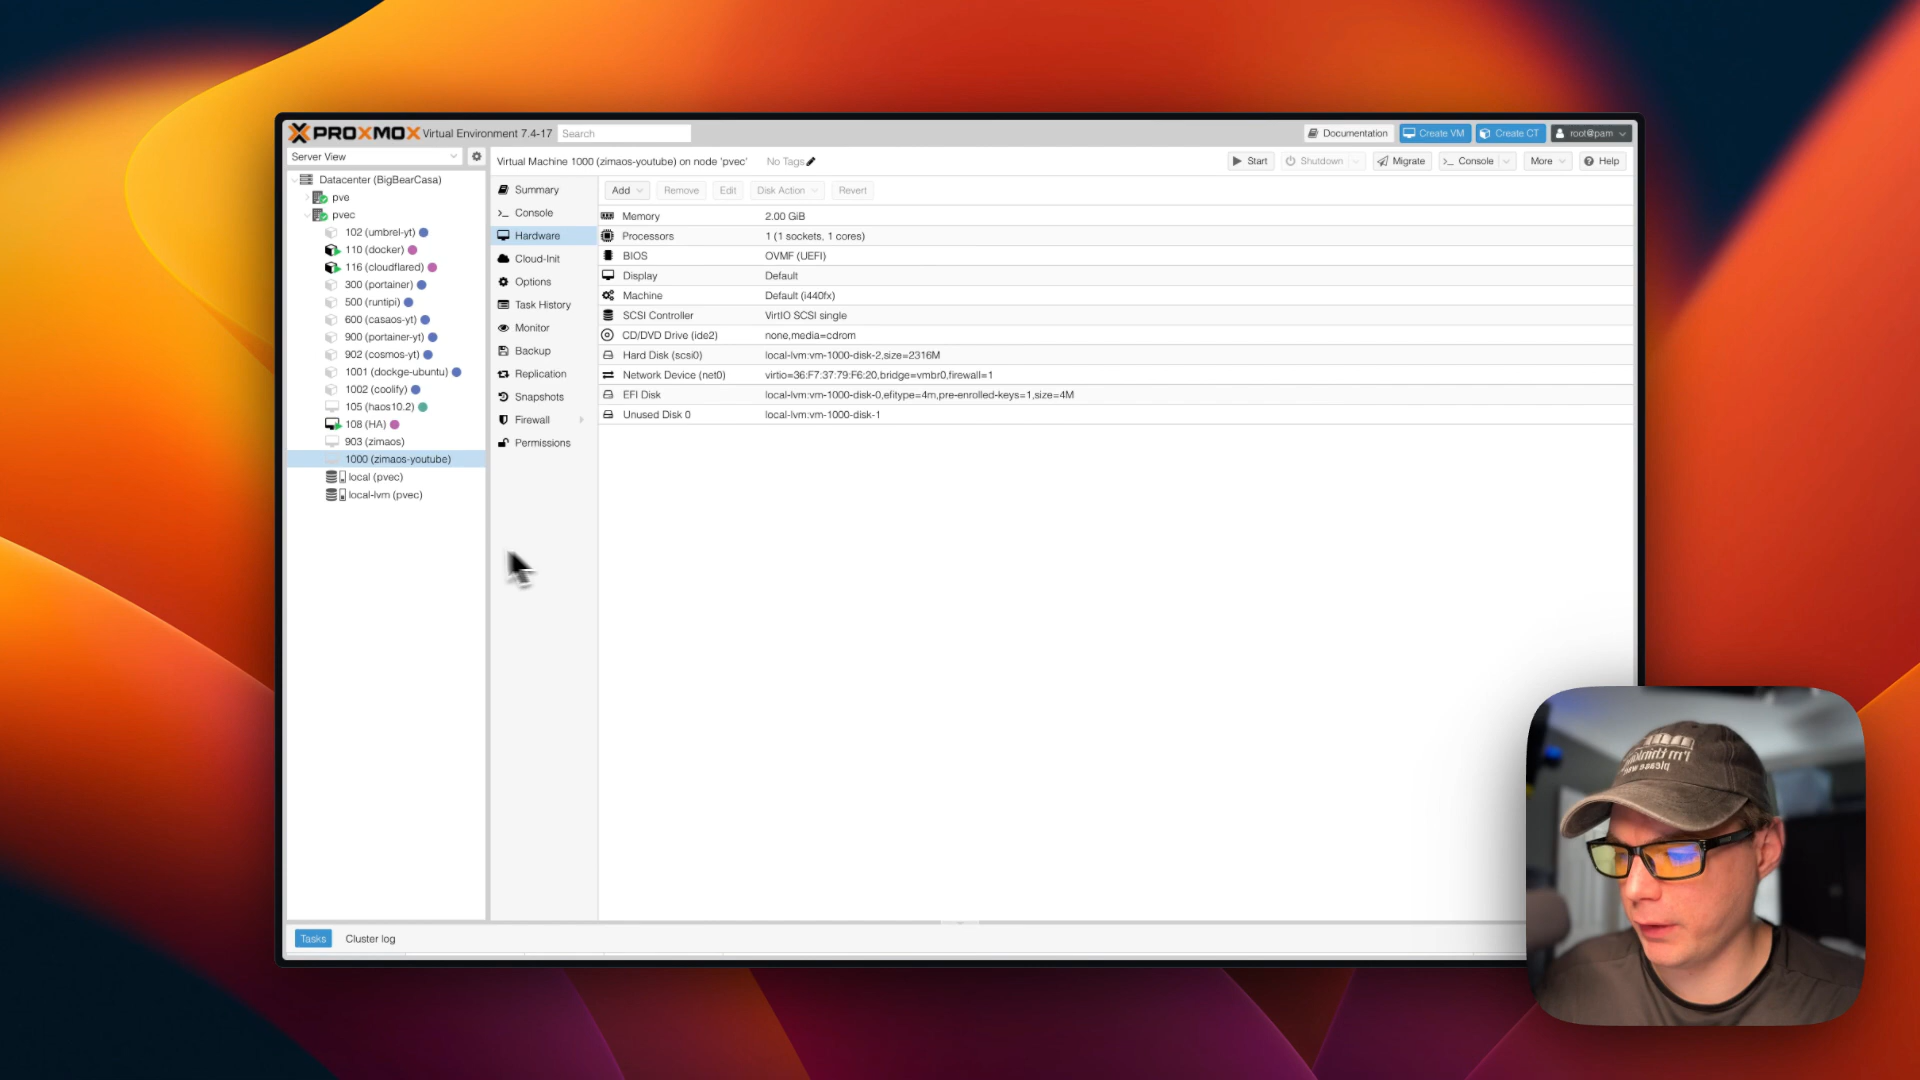 PROXMOX Virtual Environment 7.4-17 Search Documentation Create VM Create CT root@pam
Server View
Virtual Machine 1000 (zimaos-youtube) on node 'pvec' No Tags Start Shutdown Migrate Console More Help
Datacenter (BigBearCasa)
pve
pvec
102 (umbrel-yt)
110 (docker)
116 (cloudflared)
300 (portainer)
500 (runtipi)
600 (casaos-yt)
900 (portainer-yt)
902 (cosmos-yt)
1001 (dockge-ubuntu)
1002 (coolify)
105 (haos10.2)
108 (HA)
903 (zimaos)
1000 (zimaos-youtube)
local (pvec)
local-lvm (pvec)
Summary
Console
Hardware
Cloud-Init
Options
Task History
Monitor
Backup
Replication
Snapshots
Firewall
Permissions
Add Remove Edit Disk Action Revert
Memory 2.00 GiB
Processors 1 (1 sockets, 1 cores)
BIOS OVMF (UEFI)
Display Default
Machine Default (i440fx)
SCSI Controller VirtIO SCSI single
CD/DVD Drive (ide2) none,media=cdrom
Hard Disk (scsi0) local-lvm:vm-1000-disk-2,size=2316M
Network Device (net0) virtio=36:F7:37:79:F6:20,bridge=vmbr0,firewall=1
EFI Disk local-lvm:vm-1000-disk-0,efitype=4m,pre-enrolled-keys=1,size=4M
Unused Disk 0 local-lvm:vm-1000-disk-1
Tasks Cluster log
I'm thinking
please wait